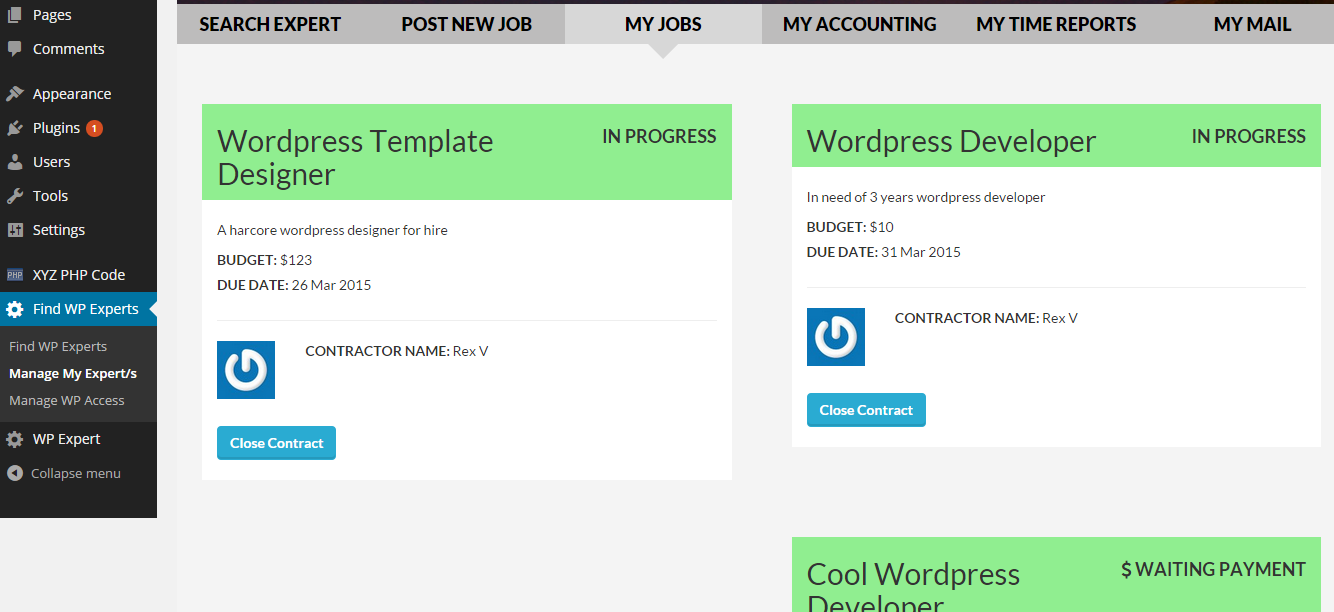 Pages
Comments
Appearance
Plugins 1
Users
Tools
Settings
PHP XYZ PHP Code
Find WP Experts
Find WP Experts
Manage My Expert/s
Manage WP Access
WP Expert
Collapse menu
SEARCH EXPERT POST NEW JOB MY JOBS MY ACCOUNTING MY TIME REPORTS MY MAIL
Wordpress Template
Designer
IN PROGRESS
A harcore wordpress designer for hire
BUDGET: $123
DUE DATE: 26 Mar 2015
CONTRACTOR NAME: Rex V
Close Contract
Wordpress Developer
IN PROGRESS
In need of 3 years wordpress developer
BUDGET: $10
DUE DATE: 31 Mar 2015
CONTRACTOR NAME: Rex V
Close Contract
Cool Wordpress
Developer
$ WAITING PAYMENT